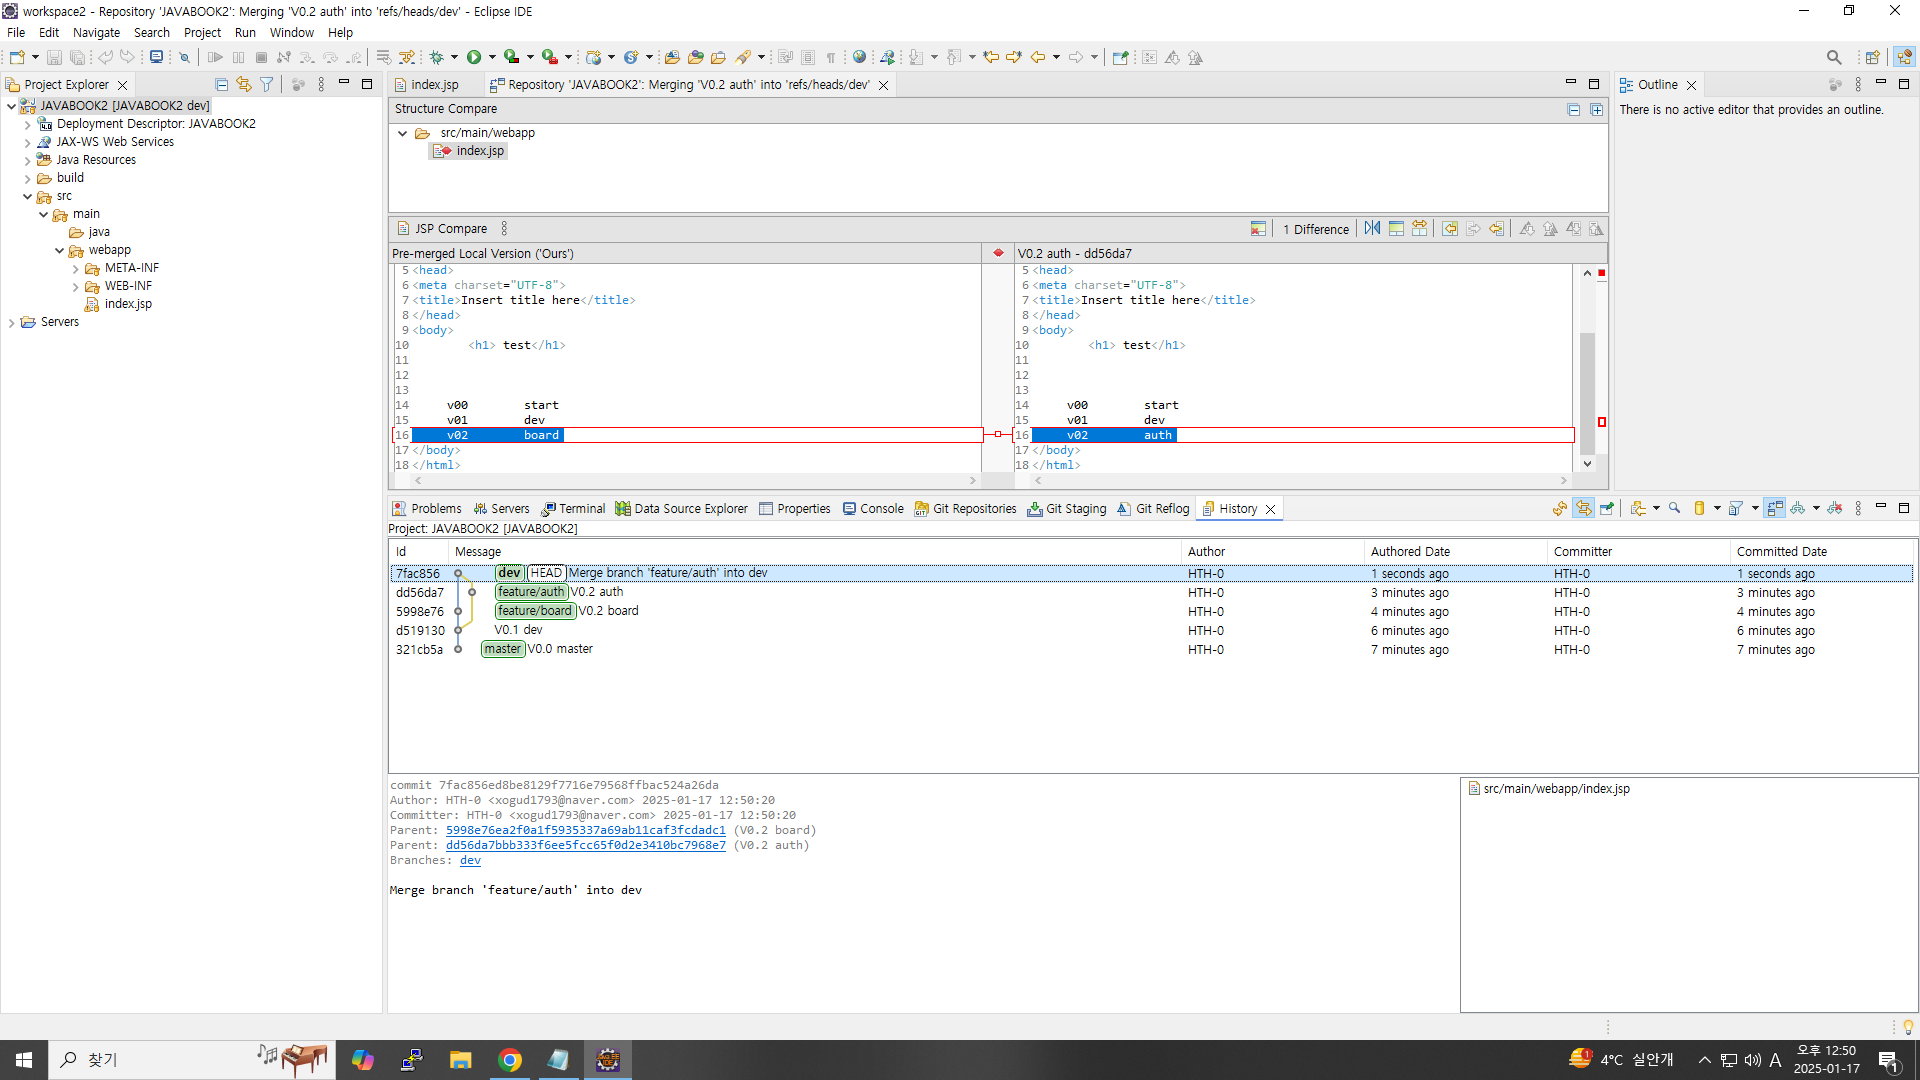 workspace2 - Repository 'JAVABOOK2': Merging 'V0.2 auth' into 'refs/heads/dev' - Eclipse IDE
File Edit Navigate Search Project Run Window Help
Project Explorer
JAVABOOK2 [JAVABOOK2 dev]
Deployment Descriptor: JAVABOOK2
JAX-WS Web Services
Java Resources
build
src
main
java
webapp
META-INF
WEB-INF
index.jsp
Servers
index.jsp
Repository 'JAVABOOK2': Merging 'V0.2 auth' into 'refs/heads/dev'
Structure Compare
src/main/webapp
index.jsp
JSP Compare
1 Difference
Pre-merged Local Version ('Ours')
5 <head>
6 <meta charset="UTF-8">
7 <title>Insert title here</title>
8 </head>
9 <body>
10 <h1> test</h1>
11
12
13
14 v00 start
15 v01 dev
16 v02 board
17 </body>
18 </html>
V0.2 auth - dd56da7
5 <head>
6 <meta charset="UTF-8">
7 <title>Insert title here</title>
8 </head>
9 <body>
10 <h1> test</h1>
11
12
13
14 v00 start
15 v01 dev
16 v02 auth
17 </body>
18 </html>
Outline
There is no active editor that provides an outline.
Problems Servers Terminal Data Source Explorer Properties Console Git Repositories Git Staging Git Reflog History
Project: JAVABOOK2 [JAVABOOK2]
Id Message Author Authored Date Committer Committed Date
7fac856 dev HEAD Merge branch 'feature/auth' into dev HTH-0 1 seconds ago HTH-0 1 seconds ago
dd56da7 feature/auth V0.2 auth HTH-0 3 minutes ago HTH-0 3 minutes ago
5998e76 feature/board V0.2 board HTH-0 4 minutes ago HTH-0 4 minutes ago
d519130 V0.1 dev HTH-0 6 minutes ago HTH-0 6 minutes ago
321cb5a master V0.0 master HTH-0 7 minutes ago HTH-0 7 minutes ago
commit 7fac856ed8be8129f7716e79568ffbac524a26da
Author: HTH-0 <xogud1793@naver.com> 2025-01-17 12:50:20
Committer: HTH-0 <xogud1793@naver.com> 2025-01-17 12:50:20
Parent: 5998e76ea2f0a1f5935337a69ab11caf3fcdadc1 (V0.2 board)
Parent: dd56da7bbb333f6ee5fcc65f0d2e3410bc7968e7 (V0.2 auth)
Branches: dev
Merge branch 'feature/auth' into dev
src/main/webapp/index.jsp
찾기
4°C 실안개
A
오후 12:50
2025-01-17
1